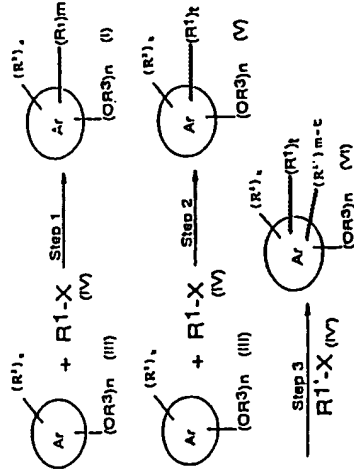 (R²)ₛ (R²)ₛ
Ar + R1-X Step 1 Ar (R1)m
(OR3)n (III) (IV) (OR3)n (I)
(R²)ₛ (R²)ₛ
Ar + R1-X Step 2 Ar (R1)t
(OR3)n (III) (IV) (OR3)n (V)
(R²)ₛ
Step 3 Ar (R1)t
R1'-X (R1')m-t
(IV) (OR3)n (VI)